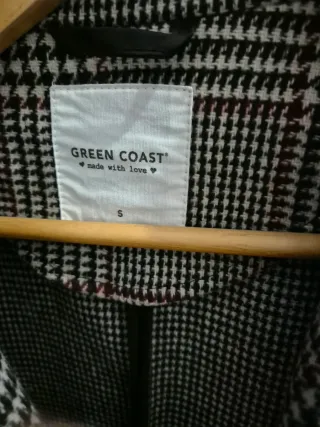 GREEN COAST®
♥ made with love ♥
S